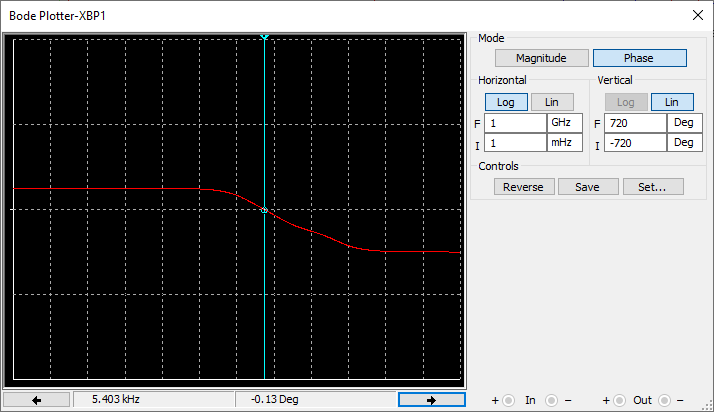 Bode Plotter-XBP1
Mode
Magnitude Phase
Horizontal Vertical
Log Lin Log Lin
F 1 GHz F 720 Deg
I 1 mHz I -720 Deg
Controls
Reverse Save Set...
5.403 kHz -0.13 Deg
+ In − + Out −